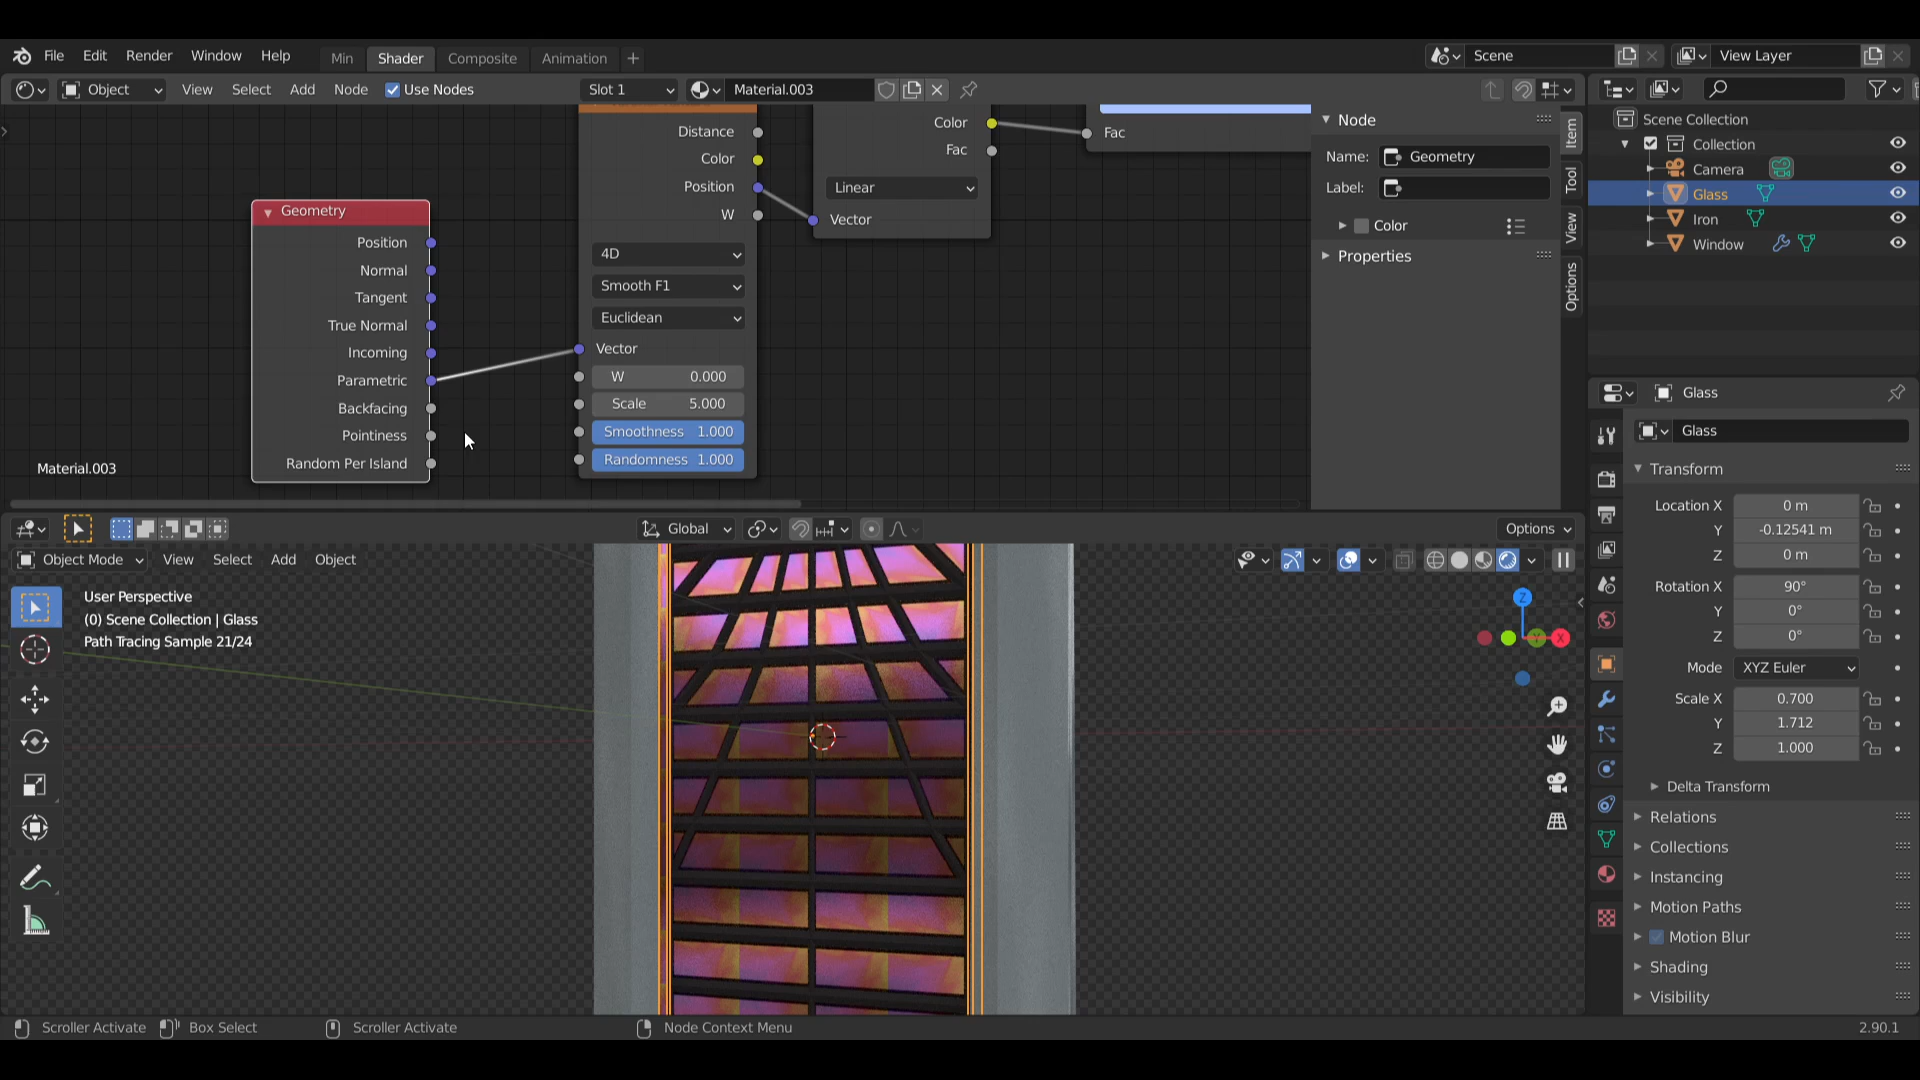 File Edit Render Window Help Min Shader Composite Animation + Scene View Layer
Object View Select Add Node Use Nodes Slot 1 Material.003
Distance
Color
Position
W
4D
Smooth F1
Euclidean
Vector
W 0.000
Scale 5.000
Smoothness 1.000
Randomness 1.000
Color
Fac
Linear
Vector
Fac
Geometry
Position
Normal
Tangent
True Normal
Incoming
Parametric
Backfacing
Pointiness
Random Per Island
Material.003
Node
Name: Geometry
Label:
Color
Properties
Item
Tool
View
Options
Scene Collection
Collection
Camera
Glass
Iron
Window
Glass
Glass
Transform
Location X 0 m
Y -0.12541 m
Z 0 m
Rotation X 90°
Y 0°
Z 0°
Mode XYZ Euler
Scale X 0.700
Y 1.712
Z 1.000
Delta Transform
Relations
Collections
Instancing
Motion Paths
Motion Blur
Shading
Visibility
Global Options
Object Mode View Select Add Object
User Perspective
(0) Scene Collection | Glass
Path Tracing Sample 21/24
Z
Y
X
Scroller Activate Box Select Scroller Activate Node Context Menu 2.90.1